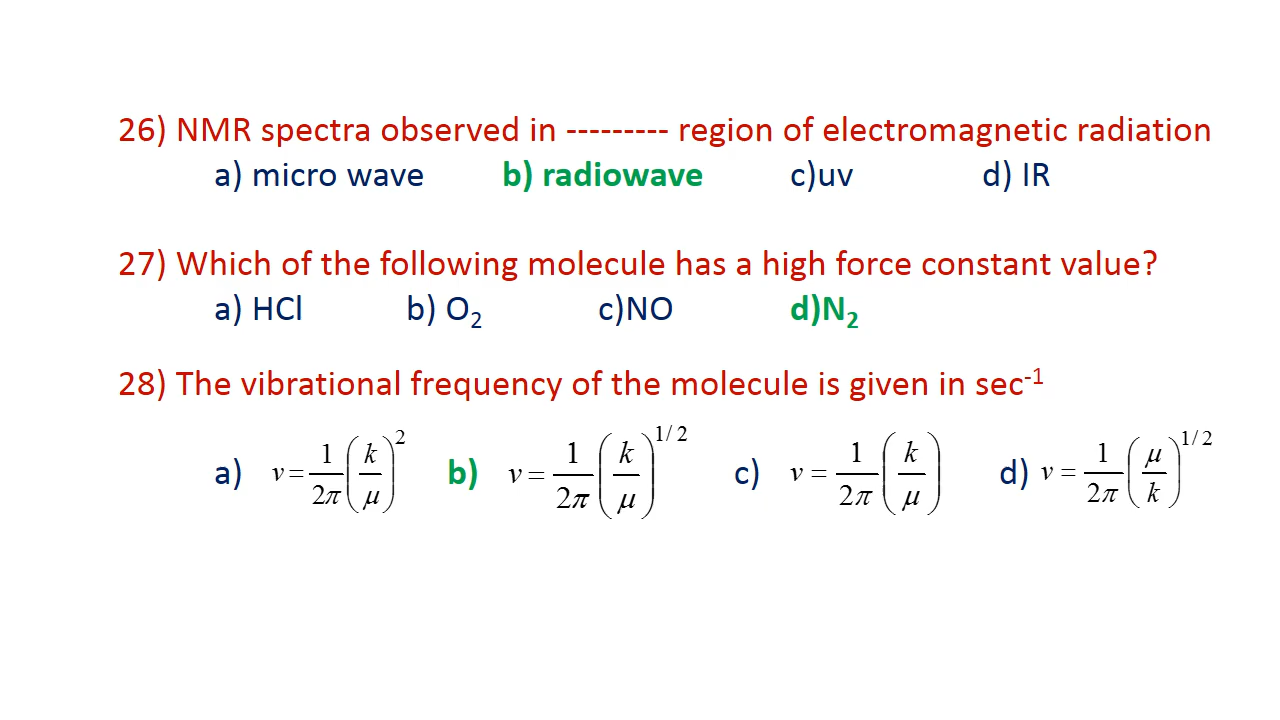 26) NMR spectra observed in --------- region of electromagnetic radiation
a) micro wave b) radiowave c)uv d) IR
27) Which of the following molecule has a high force constant value?
a) HCl b) O₂ c)NO d)N₂
28) The vibrational frequency of the molecule is given in sec⁻¹
a) ν = 1/2π (k/μ)² b) ν = 1/2π (k/μ)^1/2 c) ν = 1/2π (k/μ) d) ν = 1/2π (μ/k)^1/2